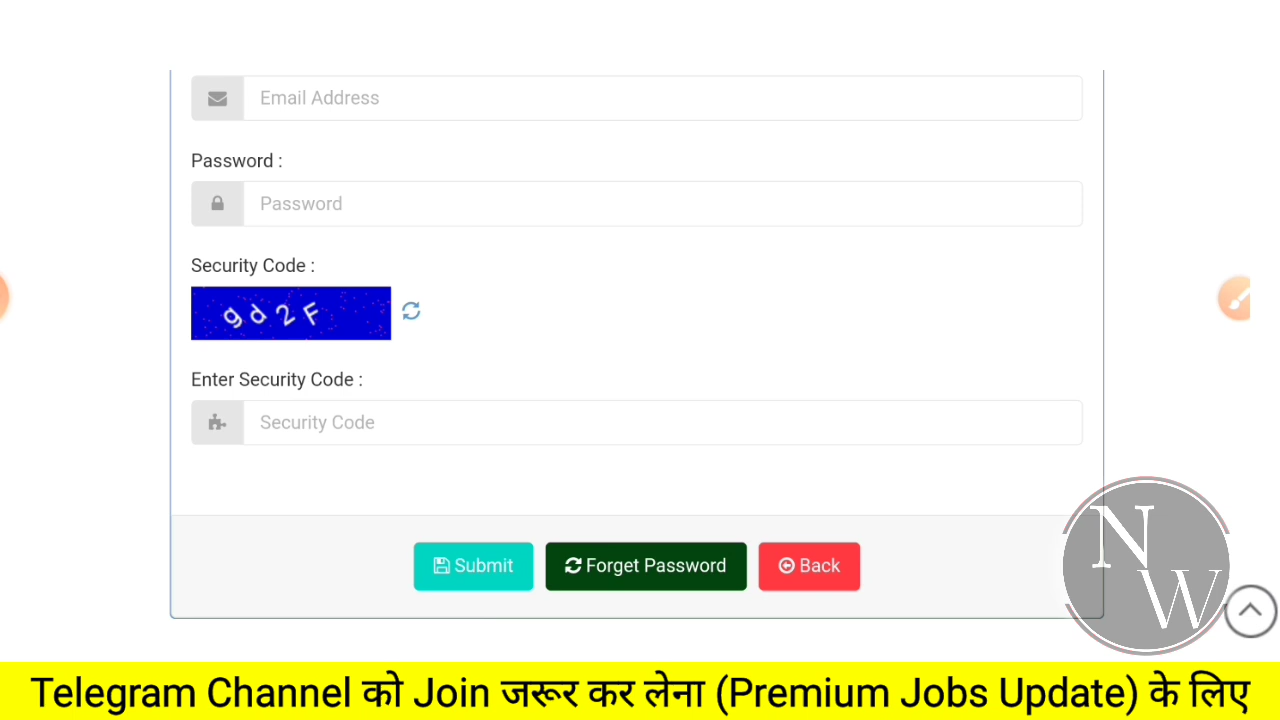 Email Address
Password :
Password
Security Code :
9d2F
Enter Security Code :
Security Code
Submit
Forget Password
Back
N
W
Telegram Channel को Join जरूर कर लेना (Premium Jobs Update) के लिए